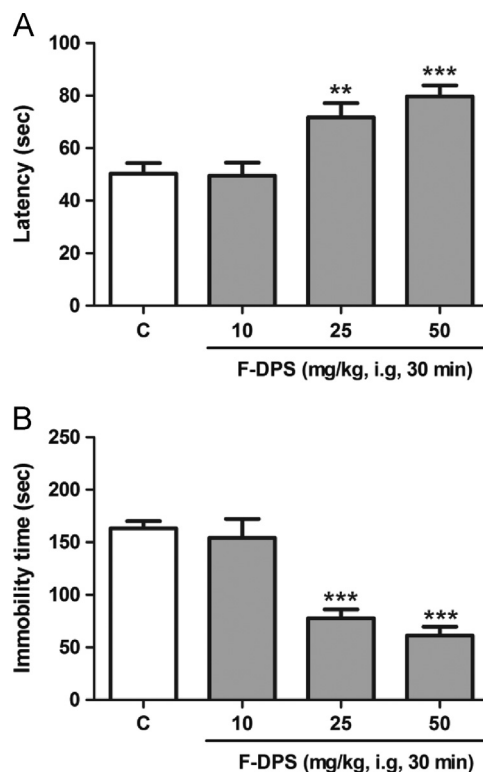 A
Latency (sec)
100
80
60
40
20
0
**
***
C
10
25
50
F-DPS (mg/kg, i.g, 30 min)
B
Immobility time (sec)
250
200
150
100
50
0
***
***
C
10
25
50
F-DPS (mg/kg, i.g, 30 min)